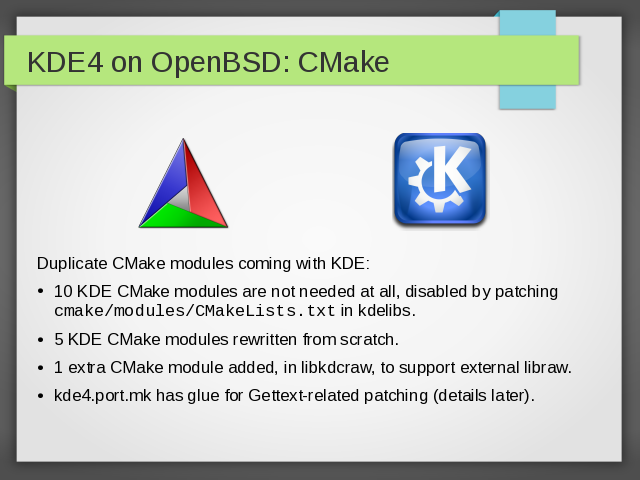 KDE4 on OpenBSD: CMake
K
Duplicate CMake modules coming with KDE:
• 10 KDE CMake modules are not needed at all, disabled by patching
cmake/modules/CMakeLists.txt in kdelibs.
• 5 KDE CMake modules rewritten from scratch.
• 1 extra CMake module added, in libkdcraw, to support external libraw.
• kde4.port.mk has glue for Gettext-related patching (details later).